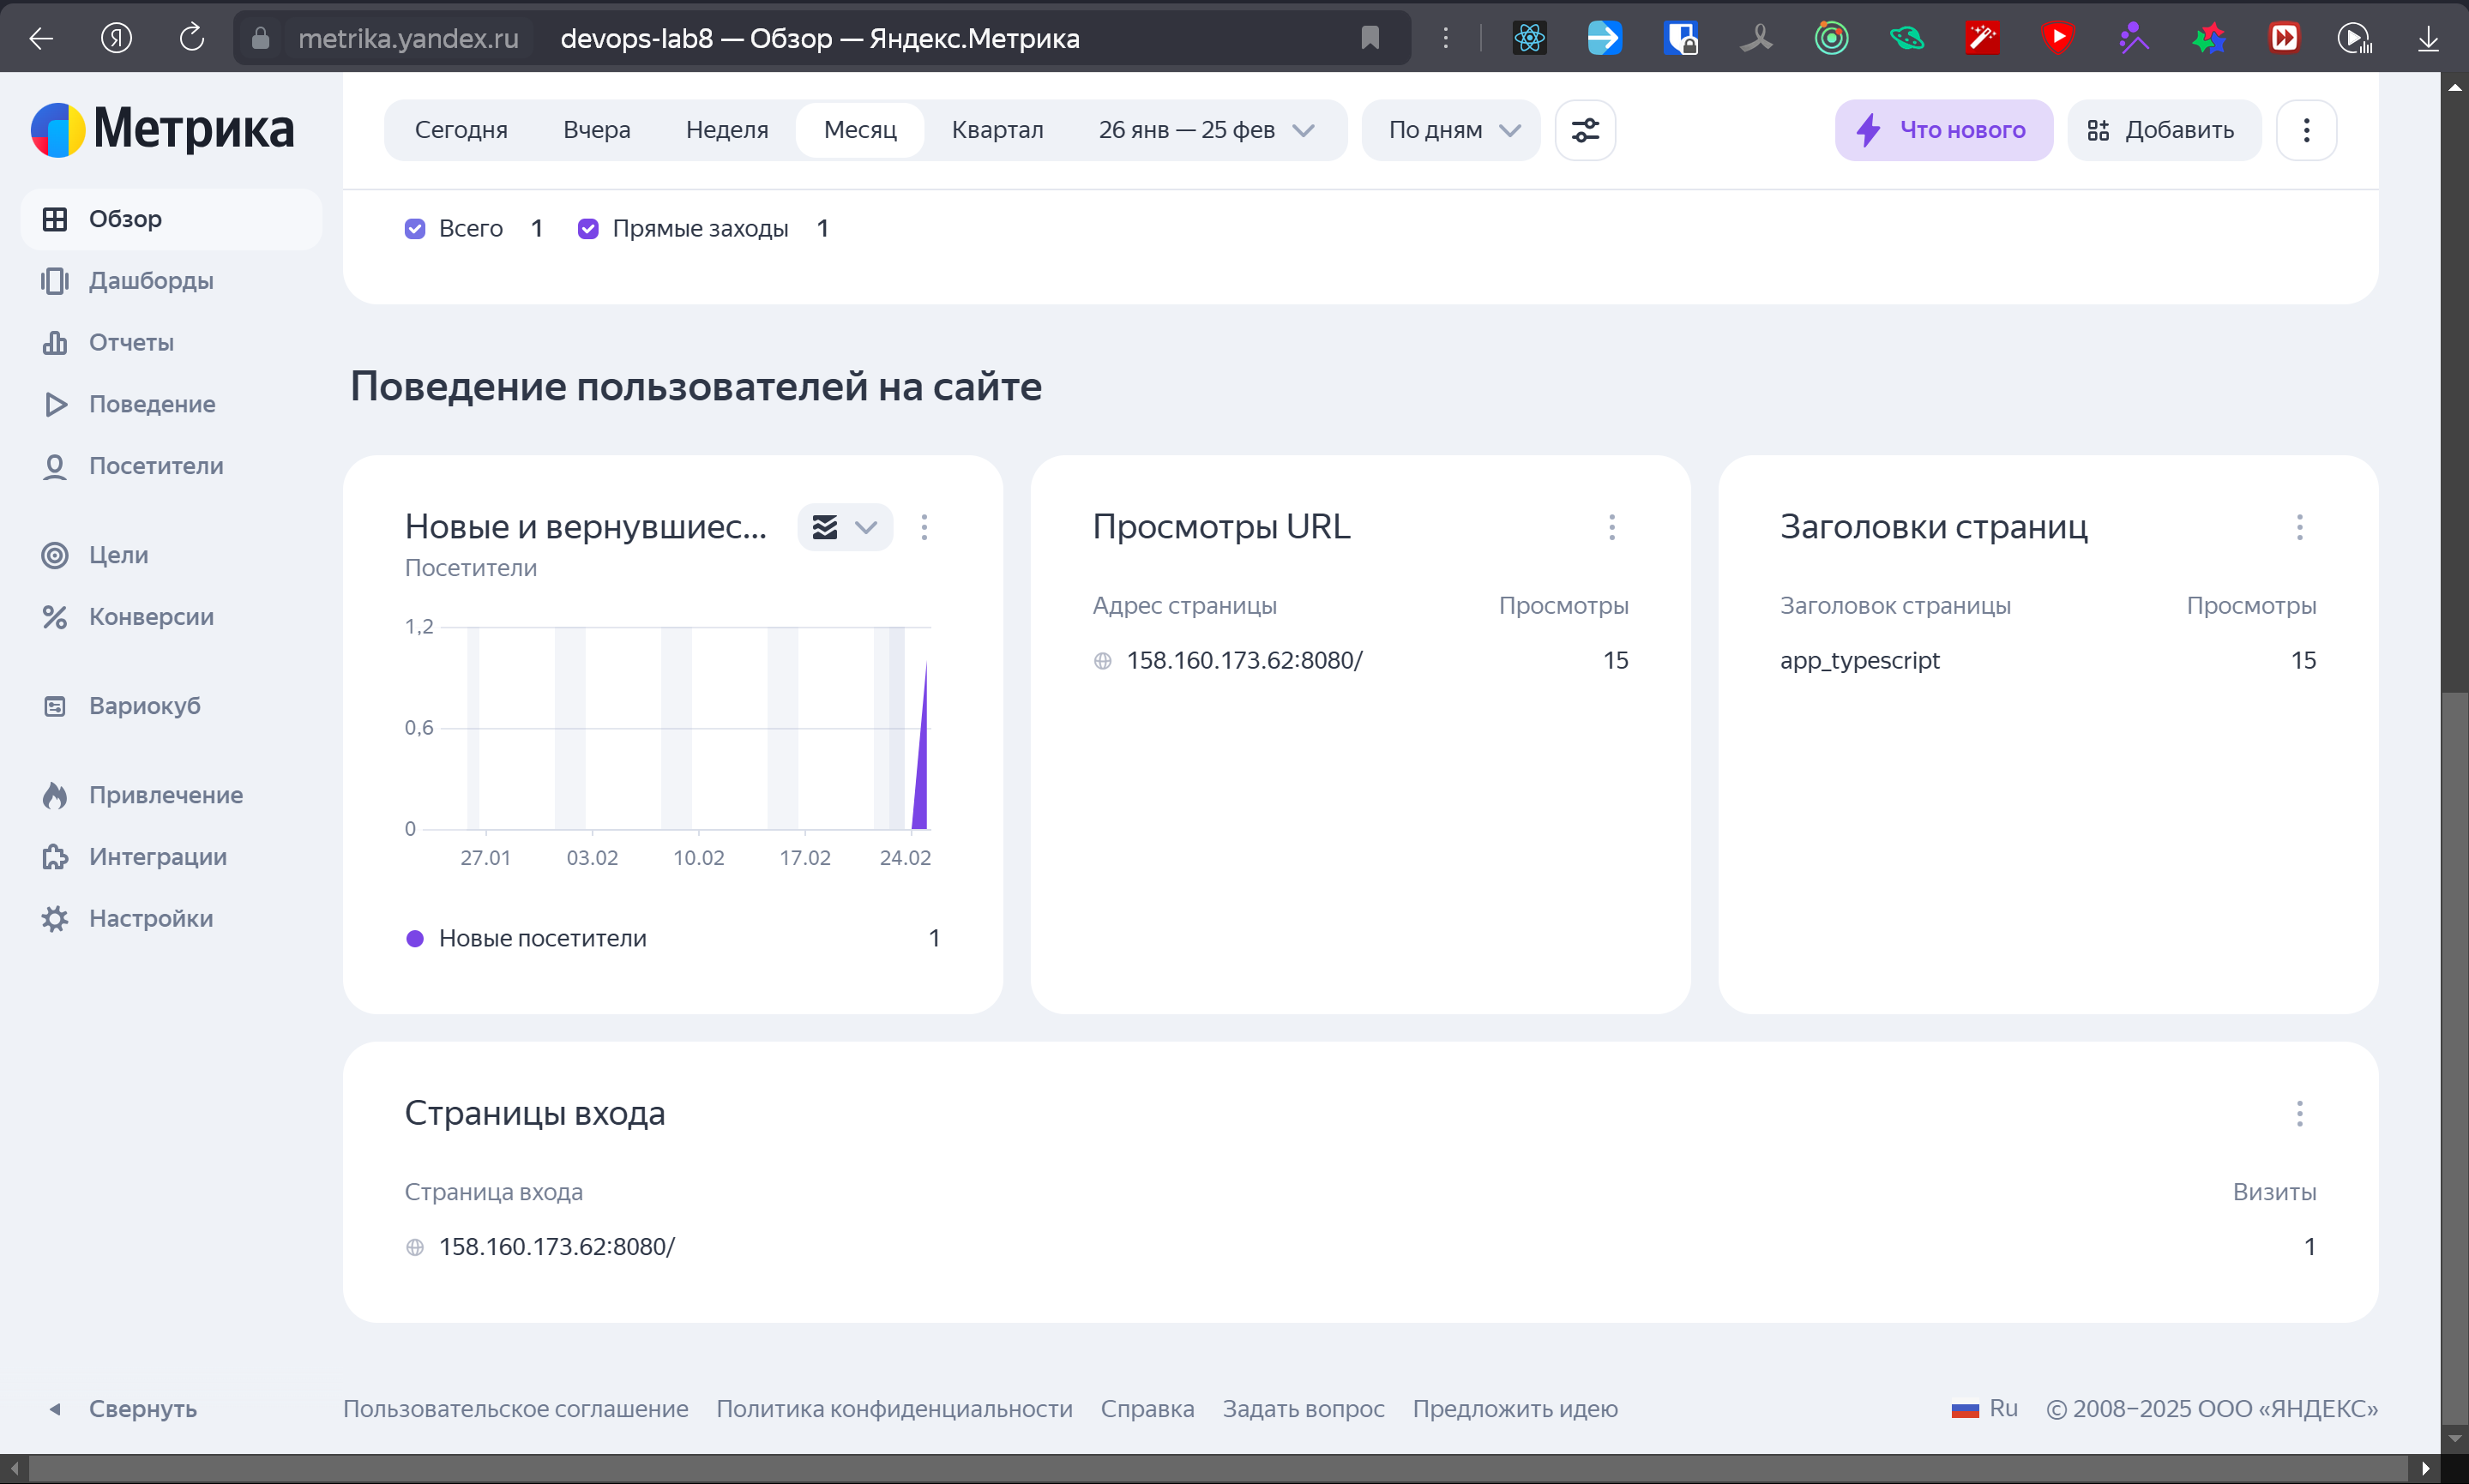 Я
metrika.yandex.ru devops-lab8 — Обзор — Яндекс.Метрика
Метрика
Сегодня Вчера Неделя Месяц Квартал 26 янв — 25 фев По дням Что нового Добавить
Обзор
Дашборды
Отчеты
Поведение
Посетители
Цели
Конверсии
Вариокуб
Привлечение
Интеграции
Настройки
Свернуть
Всего 1 Прямые заходы 1
Поведение пользователей на сайте
Новые и вернувшиес...
Посетители
1,2
0,6
0
27.01 03.02 10.02 17.02 24.02
Новые посетители 1
Просмотры URL
Адрес страницы Просмотры
158.160.173.62:8080/ 15
Заголовки страниц
Заголовок страницы Просмотры
app_typescript 15
Страницы входа
Страница входа Визиты
158.160.173.62:8080/ 1
Пользовательское соглашение Политика конфиденциальности Справка Задать вопрос Предложить идею Ru © 2008–2025 ООО «ЯНДЕКС»